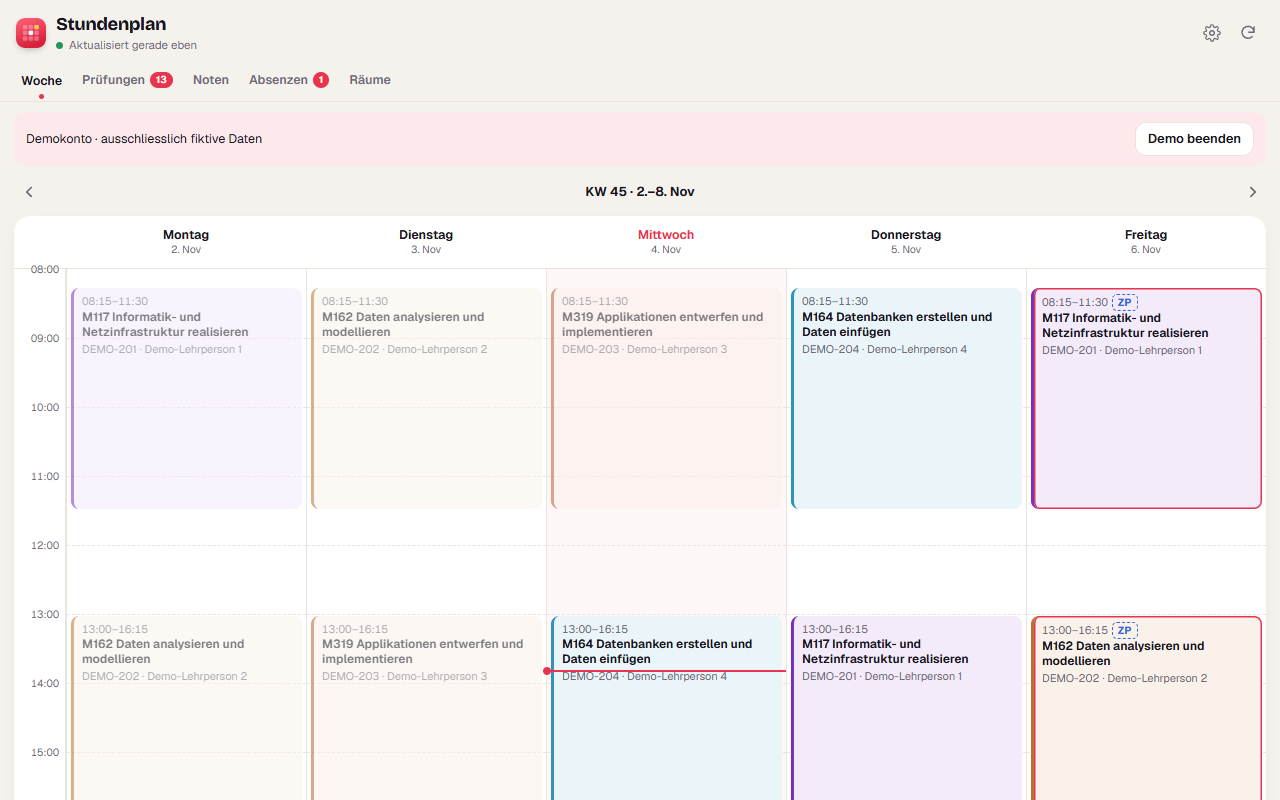 Stundenplan
Aktualisiert gerade eben
Woche
Prüfungen 13
Noten
Absenzen 1
Räume
Demokonto · ausschliesslich fiktive Daten
Demo beenden
KW 45 · 2.–8. Nov
Montag
2. Nov
Dienstag
3. Nov
Mittwoch
4. Nov
Donnerstag
5. Nov
Freitag
6. Nov
08:00
09:00
10:00
11:00
12:00
13:00
14:00
15:00
08:15–11:30
M117 Informatik- und
Netzinfrastruktur realisieren
DEMO-201 · Demo-Lehrperson 1
13:00–16:15
M162 Daten analysieren und
modellieren
DEMO-202 · Demo-Lehrperson 2
08:15–11:30
M162 Daten analysieren und
modellieren
DEMO-202 · Demo-Lehrperson 2
13:00–16:15
M319 Applikationen entwerfen und
implementieren
DEMO-203 · Demo-Lehrperson 3
08:15–11:30
M319 Applikationen entwerfen und
implementieren
DEMO-203 · Demo-Lehrperson 3
13:00–16:15
M164 Datenbanken erstellen und
Daten einfügen
DEMO-204 · Demo-Lehrperson 4
08:15–11:30
M164 Datenbanken erstellen und
Daten einfügen
DEMO-204 · Demo-Lehrperson 4
13:00–16:15
M117 Informatik- und
Netzinfrastruktur realisieren
DEMO-201 · Demo-Lehrperson 1
08:15–11:30 ZP
M117 Informatik- und
Netzinfrastruktur realisieren
DEMO-201 · Demo-Lehrperson 1
13:00–16:15 ZP
M162 Daten analysieren und
modellieren
DEMO-202 · Demo-Lehrperson 2